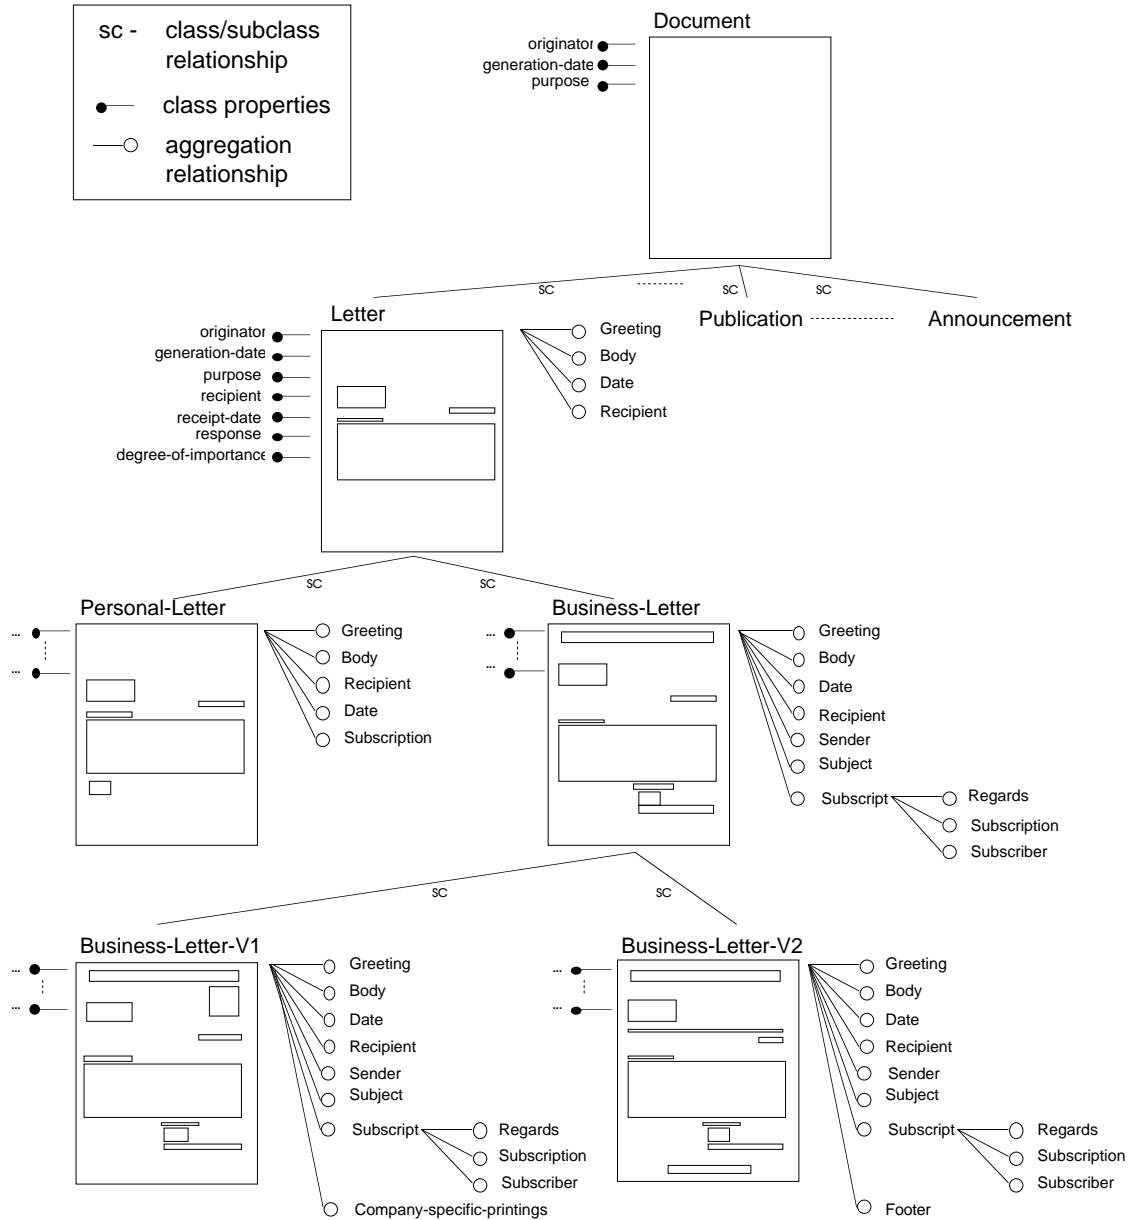 sc - class/subclass
relationship
class properties
aggregation
relationship
Document
originator
generation-date
purpose
SC SC SC
Letter
Publication
Announcement
originator
generation-date
purpose
recipient
receipt-date
response
degree-of-importance
Greeting
Body
Date
Recipient
SC SC
Personal-Letter
...
...
Greeting
Body
Recipient
Date
Subscription
Business-Letter
...
...
Greeting
Body
Date
Recipient
Sender
Subject
Subscript
Regards
Subscription
Subscriber
SC SC
Business-Letter-V1
...
...
Greeting
Body
Date
Recipient
Sender
Subject
Subscript
Regards
Subscription
Subscriber
Company-specific-printings
Business-Letter-V2
...
...
Greeting
Body
Date
Recipient
Sender
Subject
Subscript
Regards
Subscription
Subscriber
Footer